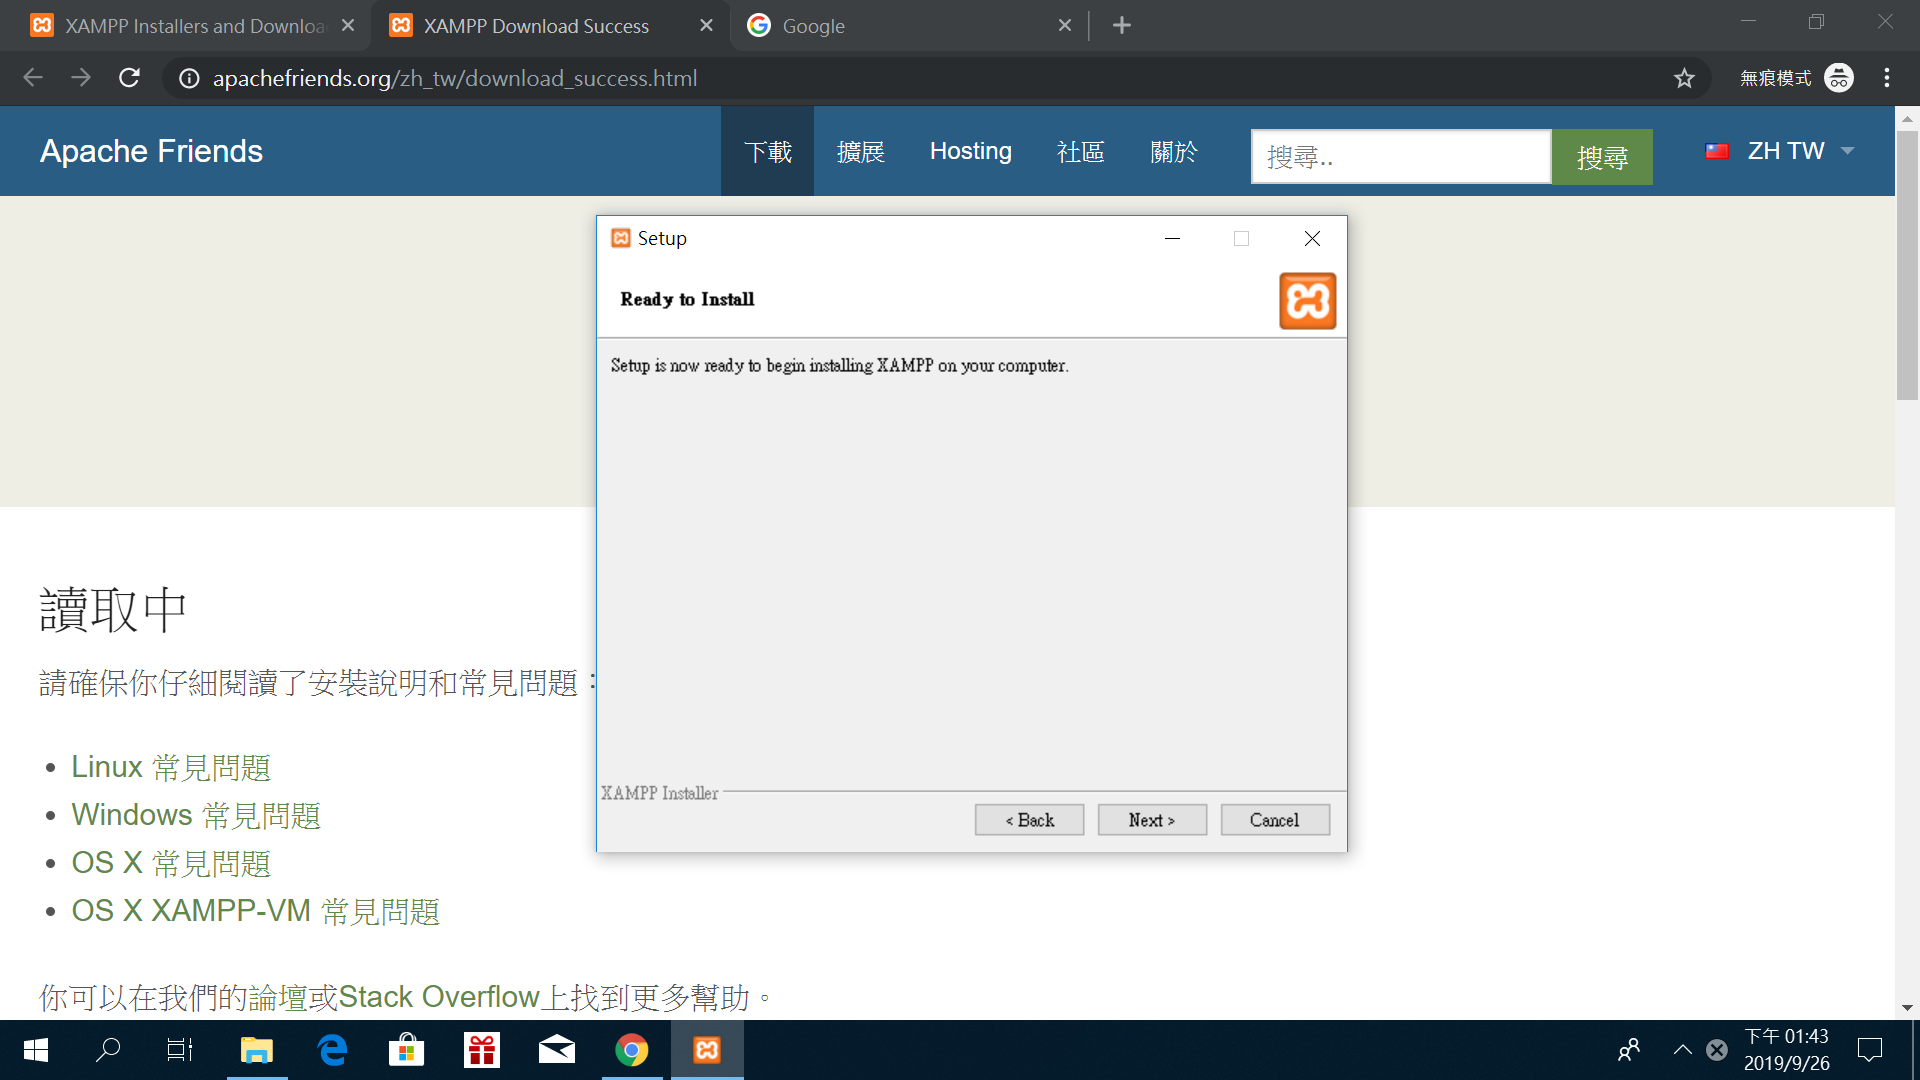 XAMPP Installers and Downloa
XAMPP Download Success
Google
apachefriends.org/zh_tw/download_success.html
無痕模式
Apache Friends
下載
擴展
Hosting
社區
關於
搜尋..
搜尋
ZH TW
Setup
Ready to Install
Setup is now ready to begin installing XAMPP on your computer.
XAMPP Installer
< Back
Next >
Cancel
讀取中
請確保你仔細閱讀了安裝說明和常見問題：
Linux 常見問題
Windows 常見問題
OS X 常見問題
OS X XAMPP-VM 常見問題
你可以在我們的論壇或Stack Overflow上找到更多幫助。
下午 01:43
2019/9/26